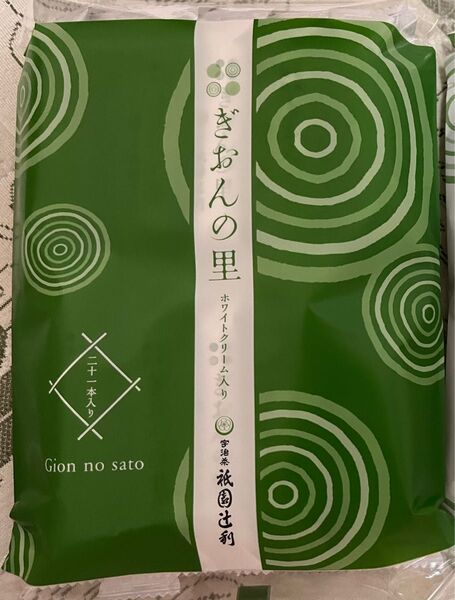 ぎおんの里
ホワイトクリーム入り
宇治茶
祇園辻利
二十一本入り
Gion no sato